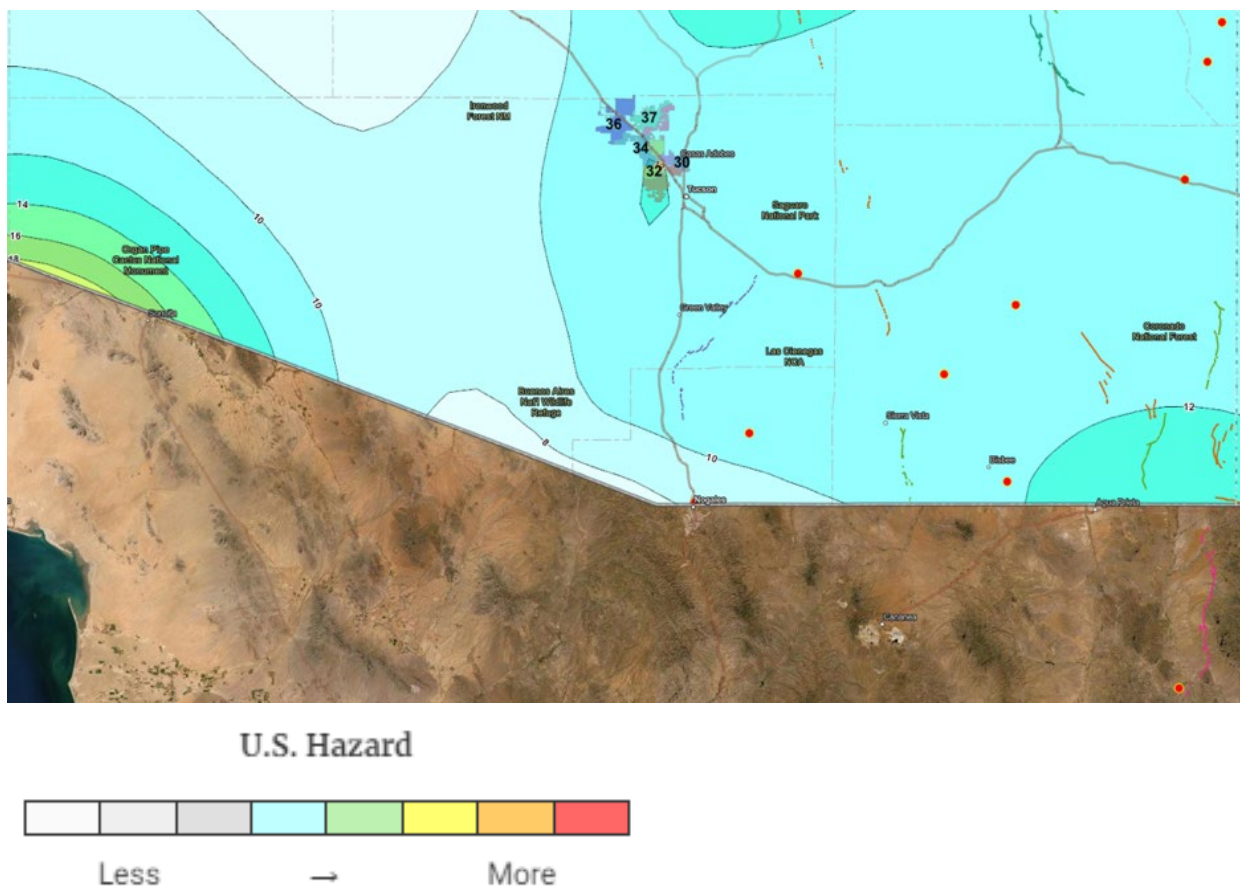 Ironwood
Forest NM
36
37
34
30
Casas Adobes
32
Tucson
14
10
Saguaro
National Park
16
Organ Pipe
Cactus National
Monument
18
10
Sonoita
Green Valley
Coronado
National Forest
Las Cienegas
NCA
Buenos Aires
Nat'l Wildlife
Refuge
12
Sierra Vista
8
10
Bisbee
Nogales
Agua Prieta
Cananea
U.S. Hazard
Less → More